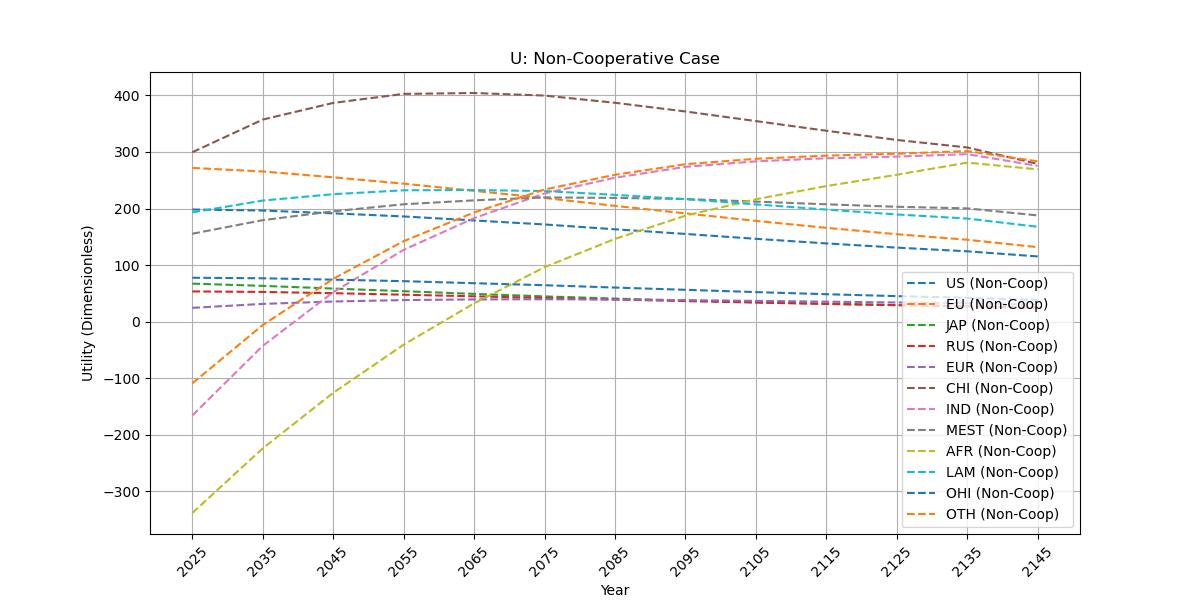 U: Non-Cooperative Case
Utility (Dimensionless)
400
300
200
100
0
−100
−200
−300
2025
2035
2045
2055
2065
2075
2085
2095
2105
2115
2125
2135
2145
Year
US (Non-Coop)
EU (Non-Coop)
JAP (Non-Coop)
RUS (Non-Coop)
EUR (Non-Coop)
CHI (Non-Coop)
IND (Non-Coop)
MEST (Non-Coop)
AFR (Non-Coop)
LAM (Non-Coop)
OHI (Non-Coop)
OTH (Non-Coop)